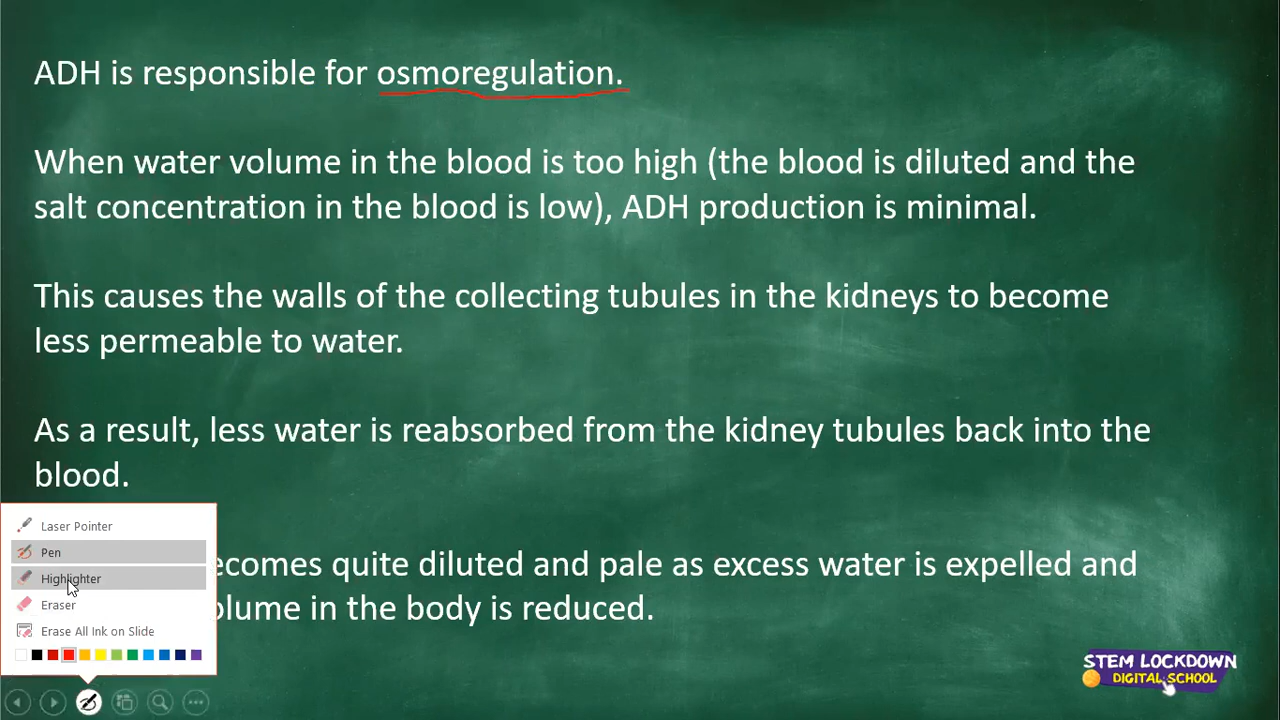 ADH is responsible for osmoregulation.
When water volume in the blood is too high (the blood is diluted and the
salt concentration in the blood is low), ADH production is minimal.
This causes the walls of the collecting tubules in the kidneys to become
less permeable to water.
As a result, less water is reabsorbed from the kidney tubules back into the
blood.
Laser Pointer
Pen
Highlighter
Eraser
Erase All Ink on Slide
ecomes quite diluted and pale as excess water is expelled and
olume in the body is reduced.
STEM LOCKDOWN
DIGITAL SCHOOL